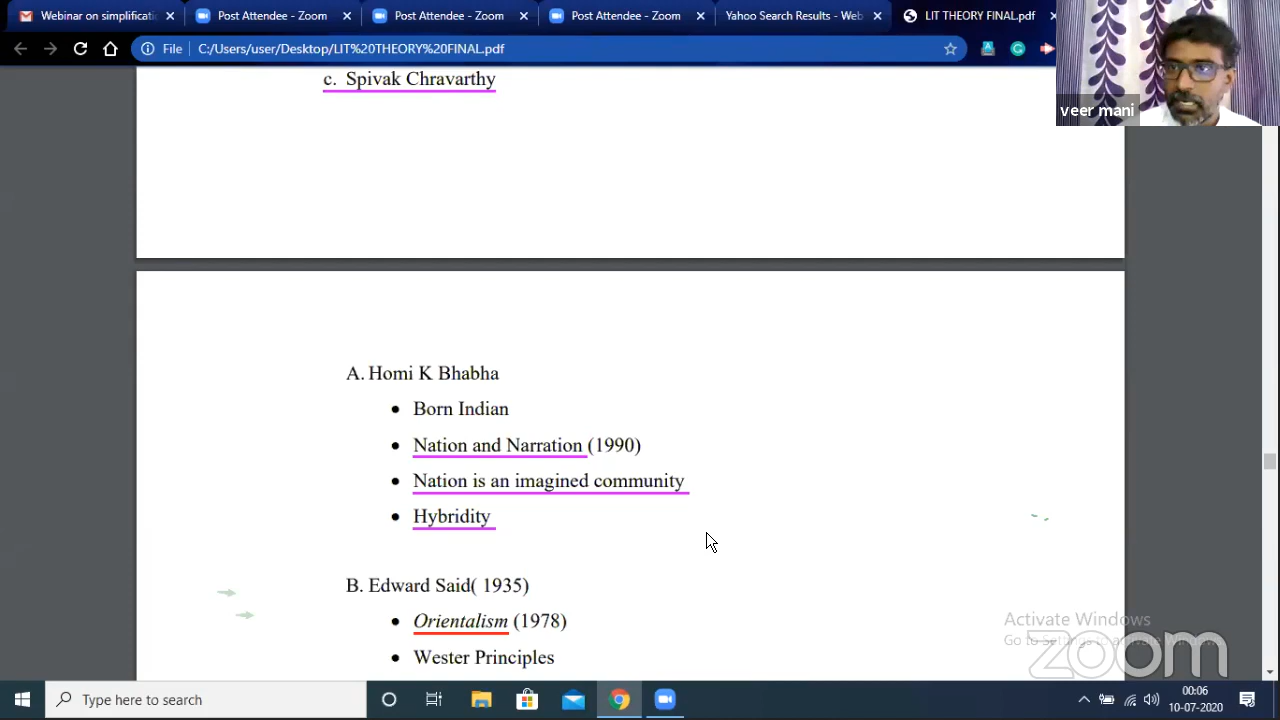 Webinar on simplificati
Post Attendee - Zoom
Post Attendee - Zoom
Post Attendee - Zoom
Yahoo Search Results - Web
LIT THEORY FINAL.pdf
File
C:/Users/user/Desktop/LIT%20THEORY%20FINAL.pdf
veer mani
c. Spivak Chravarthy
A. Homi K Bhabha
• Born Indian
• Nation and Narration (1990)
• Nation is an imagined community
• Hybridity
B. Edward Said( 1935)
• Orientalism (1978)
• Wester Principles
Activate Windows
Go to Settings
zoom
Type here to search
00:06
10-07-2020